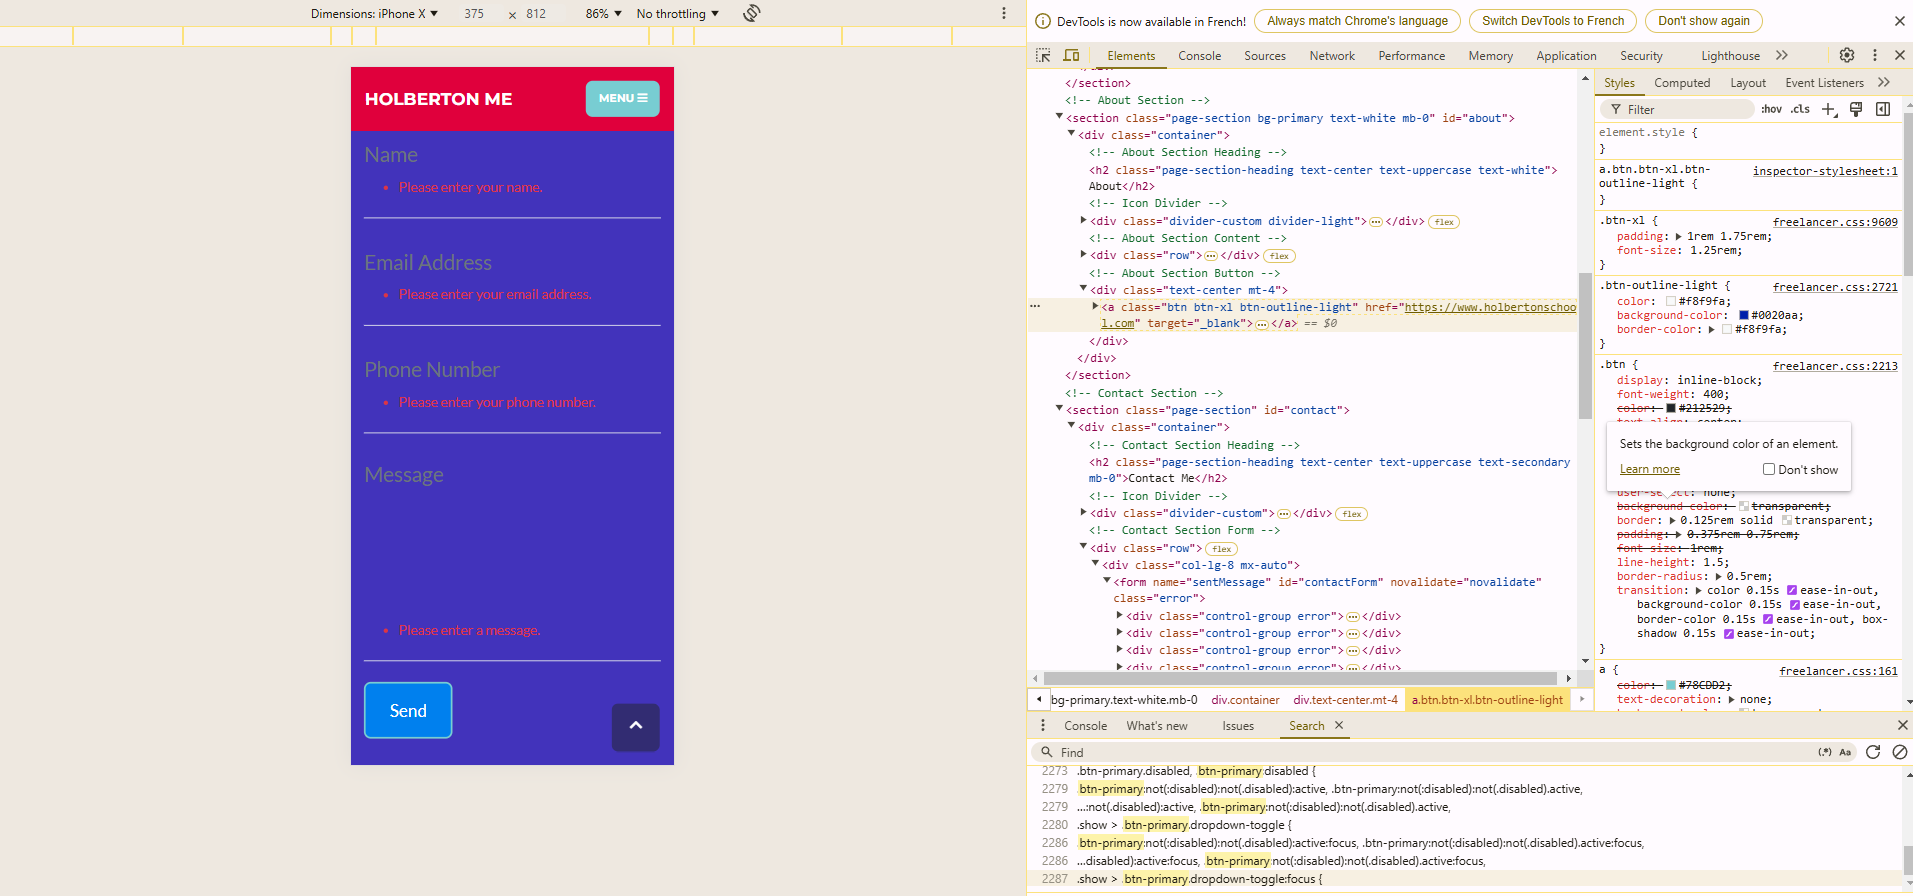 Dimensions: iPhone X ▼ 375 × 812 86% ▼ No throttling ▼
HOLBERTON ME
MENU
Name
Please enter your name.
Email Address
Please enter your email address.
Phone Number
Please enter your phone number.
Message
Please enter a message.
Send
DevTools is now available in French! Always match Chrome's language Switch DevTools to French Don't show again
Elements Console Sources Network Performance Memory Application Security Lighthouse
</section>
<!-- About Section -->
<section class="page-section bg-primary text-white mb-0" id="about">
<div class="container">
<!-- About Section Heading -->
<h2 class="page-section-heading text-center text-uppercase text-white">
About</h2>
<!-- Icon Divider -->
<div class="divider-custom divider-light">…</div> flex
<!-- About Section Content -->
<div class="row">…</div> flex
<!-- About Section Button -->
<div class="text-center mt-4">
<a class="btn btn-xl btn-outline-light" href="https://www.holbertonschoo
l.com" target="_blank">…</a> == $0
</div>
</div>
</section>
<!-- Contact Section -->
<section class="page-section" id="contact">
<div class="container">
<!-- Contact Section Heading -->
<h2 class="page-section-heading text-center text-uppercase text-secondary
mb-0">Contact Me</h2>
<!-- Icon Divider -->
<div class="divider-custom">…</div> flex
<!-- Contact Section Form -->
<div class="row"> flex
<div class="col-lg-8 mx-auto">
<form name="sentMessage" id="contactForm" novalidate="novalidate"
class="error">
<div class="control-group error">…</div>
<div class="control-group error">…</div>
<div class="control-group error">…</div>
<div class="control-group error">…</div>
bg-primary.text-white.mb-0 div.container div.text-center.mt-4 a.btn.btn-xl.btn-outline-light
Styles Computed Layout Event Listeners
Filter :hov .cls
element.style {
}
a.btn.btn-xl.btn- inspector-stylesheet:1
outline-light {
}
.btn-xl { freelancer.css:9609
padding: 1rem 1.75rem;
font-size: 1.25rem;
}
.btn-outline-light { freelancer.css:2721
color: #f8f9fa;
background-color: #0020aa;
border-color: #f8f9fa;
}
.btn { freelancer.css:2213
display: inline-block;
font-weight: 400;
color: #212529;
text-align: center;
Sets the background color of an element.
Learn more Don't show
user-select: none;
background-color: transparent;
border: 0.125rem solid transparent;
padding: 0.375rem 0.75rem;
font-size: 1rem;
line-height: 1.5;
border-radius: 0.5rem;
transition: color 0.15s ease-in-out,
background-color 0.15s ease-in-out,
border-color 0.15s ease-in-out, box-
shadow 0.15s ease-in-out;
}
a { freelancer.css:161
color: #78CDD2;
text-decoration: none;
Console What's new Issues Search
Find (.*) Aa
2273 .btn-primary.disabled, .btn-primary:disabled {
2279 .btn-primary:not(:disabled):not(.disabled):active, .btn-primary:not(:disabled):not(.disabled).active,
2279 …:not(.disabled):active, .btn-primary:not(:disabled):not(.disabled).active,
2280 .show > .btn-primary.dropdown-toggle {
2286 .btn-primary:not(:disabled):not(.disabled):active:focus, .btn-primary:not(:disabled):not(.disabled).active:focus,
2286 …disabled):active:focus, .btn-primary:not(:disabled):not(.disabled).active:focus,
2287 .show > .btn-primary.dropdown-toggle:focus {